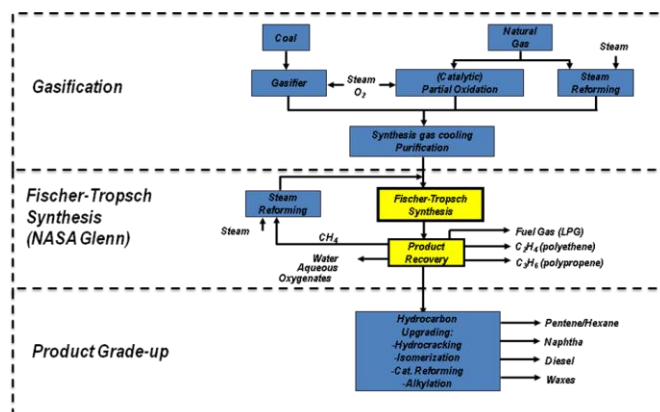 Coal
Natural
Gas
Steam
Gasification
Gasifier
Steam
O2
(Catalytic)
Partial Oxidation
Steam
Reforming
Synthesis gas cooling
Purification
Fischer-Tropsch
Synthesis
(NASA Glenn)
Steam
Reforming
Fischer-Tropsch
Synthesis
Steam
CH4
Product
Recovery
Fuel Gas (LPG)
C2H4 (polyethene)
C3H6 (polypropene)
Water
Aqueous
Oxygenates
Product Grade-up
Hydrocarbon
Upgrading:
-Hydrocracking
-Isomerization
-Cat. Reforming
-Alkylation
Pentene/Hexane
Naphtha
Diesel
Waxes